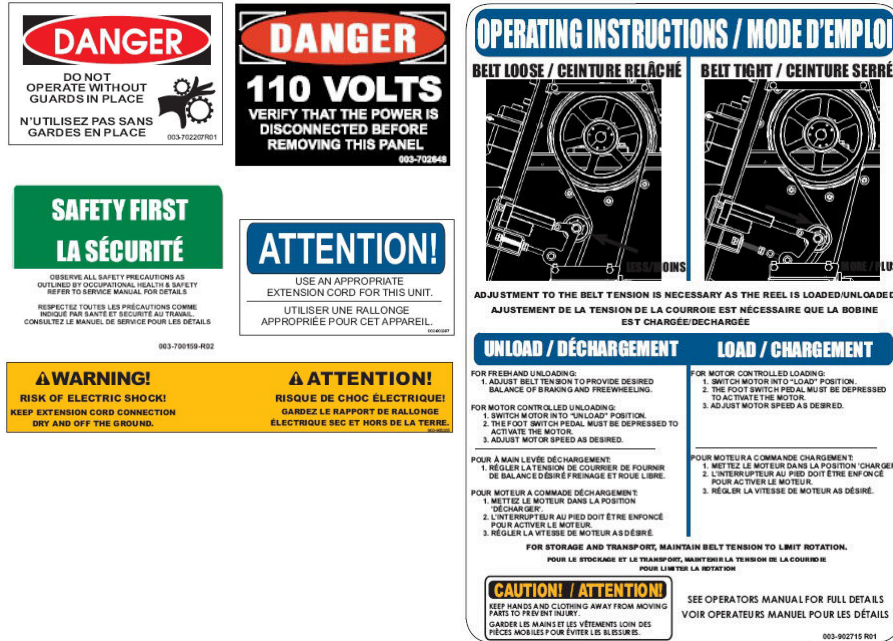 DANGER
DO NOT
OPERATE WITHOUT
GUARDS IN PLACE
N'UTILISEZ PAS SANS
GARDES EN PLACE
003-702207R01
DANGER
110 VOLTS
VERIFY THAT THE POWER IS
DISCONNECTED BEFORE
REMOVING THIS PANEL
003-702648
SAFETY FIRST
LA SÉCURITÉ
OBSERVE ALL SAFETY PRECAUTIONS AS
OUTLINED BY OCCUPATIONAL HEALTH & SAFETY
REFER TO SERVICE MANUAL FOR DETAILS
RESPECTEZ TOUTES LES PRÉCAUTIONS COMME
INDIQUÉ PAR SANTÉ ET SECURITÉ AU TRAVAIL.
CONSULTEZ LE MANUEL DE SERVICE POUR LES DÉTAILS
003-700159-R02
ATTENTION!
USE AN APPROPRIATE
EXTENSION CORD FOR THIS UNIT.
UTILISER UNE RALLONGE
APPROPRIÉE POUR CET APPAREIL.
WARNING!
RISK OF ELECTRIC SHOCK!
KEEP EXTENSION CORD CONNECTION
DRY AND OFF THE GROUND.
ATTENTION!
RISQUE DE CHOC ÉLECTRIQUE!
GARDEZ LE RAPPORT DE RALLONGE
ÉLECTRIQUE SEC ET HORS DE LA TERRE.
OPERATING INSTRUCTIONS / MODE D'EMPLOI
BELT LOOSE / CEINTURE RELÂCHÉ
BELT TIGHT / CEINTURE SERRÉ
LESS/MOINS
MORE / PLUS
ADJUSTMENT TO THE BELT TENSION IS NECESSARY AS THE REEL IS LOADED/UNLOADED
AJUSTEMENT DE LA TENSION DE LA COURROIE EST NÉCESSAIRE QUE LA BOBINE
EST CHARGÉE/DECHARGÉE
UNLOAD / DÉCHARGEMENT
FOR FREEHAND UNLOADING:
1. ADJUST BELT TENSION TO PROVIDE DESIRED
BALANCE OF BRAKING AND FREEWHEELING.
FOR MOTOR CONTROLLED UNLOADING:
1. SWITCH MOTOR INTO "UNLOAD" POSITION.
2. THE FOOT SWITCH PEDAL MUST BE DEPRESSED TO
ACTIVATE THE MOTOR.
3. ADJUST MOTOR SPEED AS DESIRED.
POUR À MAIN LEVÉE DÉCHARGEMENT:
1. RÉGLER LA TENSION DE COURRIER DE FOURNIR
DE BALANCE DÉSIRÉ FREINAGE ET ROUE LIBRE.
POUR MOTEUR A COMMADE DÉCHARGEMENT:
1. METTEZ LE MOTEUR DANS LA POSITION
'DÉCHARGER'.
2. L'INTERRUPTEUR AU PIED DOIT ÊTRE ENFONCÉ
POUR ACTIVER LE MOTEUR.
3. RÉGLER LA VITESSE DE MOTEUR AS DÉSIRÉ.
LOAD / CHARGEMENT
FOR MOTOR CONTROLLED LOADING:
1. SWITCH MOTOR INTO "LOAD" POSITION.
2. THE FOOT SWITCH PEDAL MUST BE DEPRESSED
TO ACTIVATE THE MOTOR.
3. ADJUST MOTOR SPEED AS DESIRED.
POUR MOTEUR A COMMANDE CHARGEMENT:
1. METTEZ LE MOTEUR DANS LA POSITION 'CHARGE
2. L'INTERRUPTEUR AU PIED DOIT ÊTRE ENFONCÉ
POUR ACTIVER LE MOTEUR.
3. RÉGLER LA VITESSE DE MOTEUR AS DÉSIRÉ.
FOR STORAGE AND TRANSPORT, MAINTAIN BELT TENSION TO LIMIT ROTATION.
POUR LE STOCKAGE ET LE TRANSPORT, MAINTENIR LA TENSION DE LA COURROIE
POUR LIMITER LA ROTATION
CAUTION! / ATTENTION!
KEEP HANDS AND CLOTHING AWAY FROM MOVING
PARTS TO PREVENT INJURY.
GARDER LES MAINS ET LES VÊTEMENTS LOIN DES
PIÈCES MOBILES POUR ÉVITER LES BLESSURES.
SEE OPERATORS MANUAL FOR FULL DETAILS
VOIR OPERATEURS MANUEL POUR LES DÉTAILS
003-902715 R01